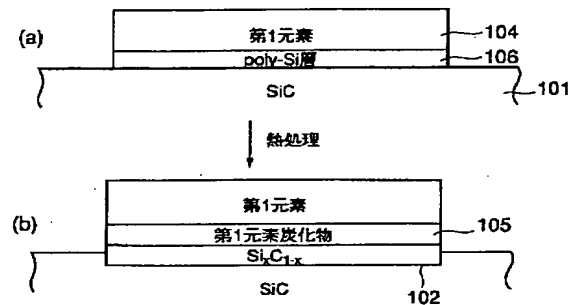 (a)
第1元素
104
poly-Si層
106
SiC
101
熱処理
(b)
第1元素
第1元素炭化物
105
SixC1-x
102
SiC